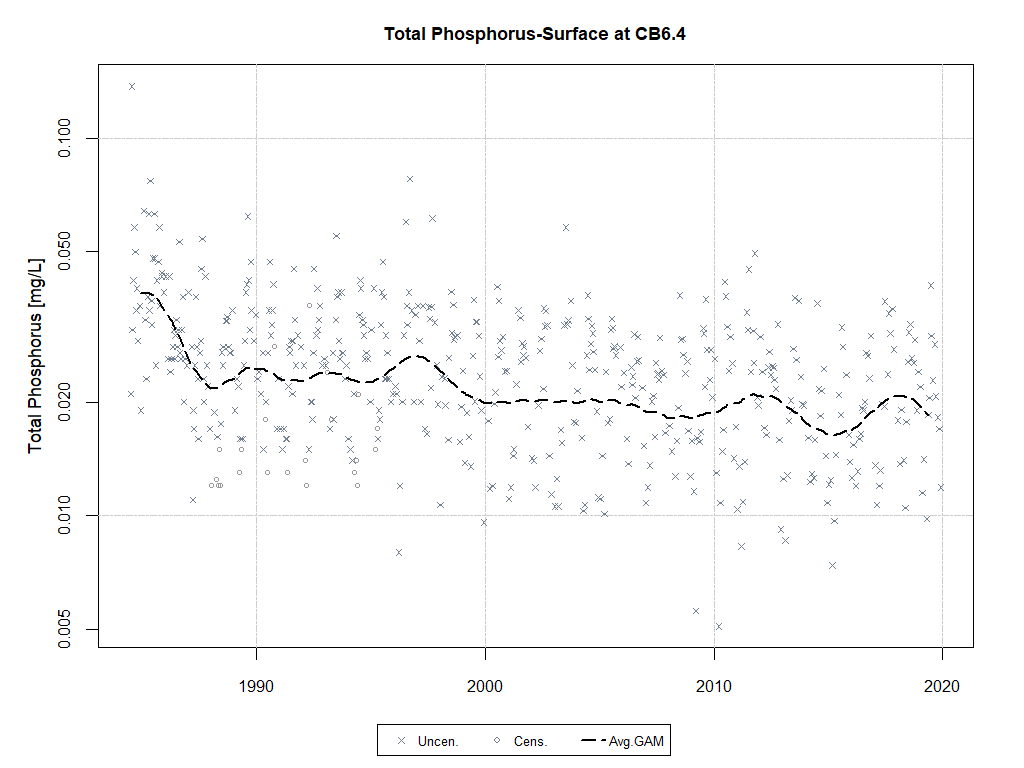 Total Phosphorus-Surface at CB6.4
Total Phosphorus [mg/L]
0.100
0.050
0.020
0.010
0.005
1990
2000
2010
2020
Uncen.
Cens.
Avg.GAM